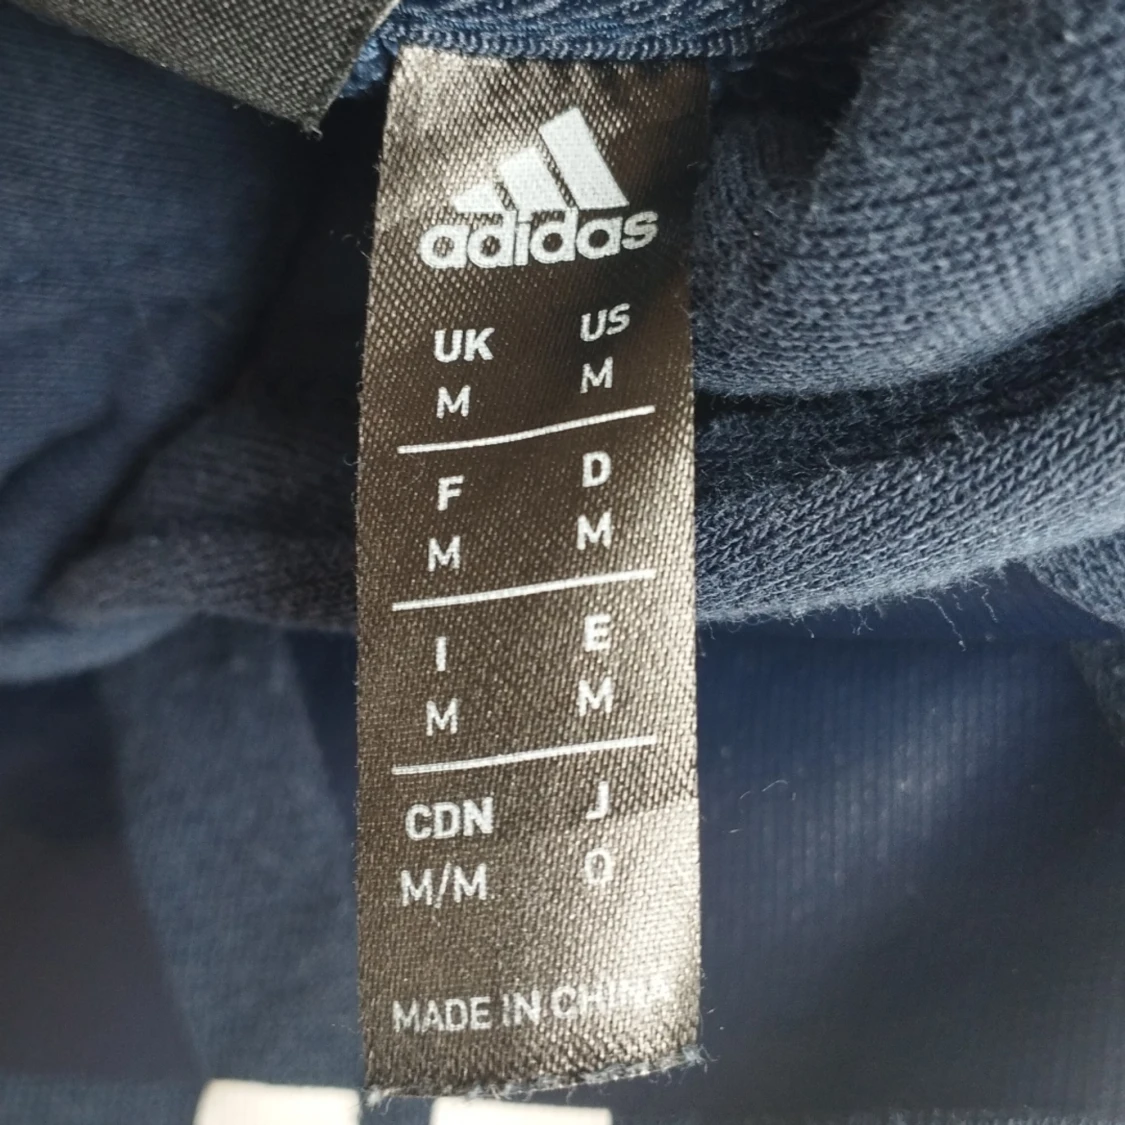 adidas
UK US
M M
F D
M M
I E
M M
CDN J
M/M O
MADE IN CHINA